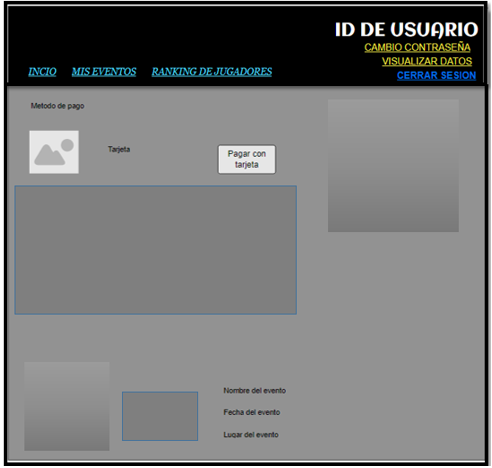 ID DE USUARIO
CAMBIO CONTRASEÑA
VISUALIZAR DATOS
CERRAR SESION
INCIO MIS EVENTOS RANKING DE JUGADORES
Metodo de pago
Tarjeta
Pagar con
tarjeta
Nombre del evento
Fecha del evento
Lugar del evento